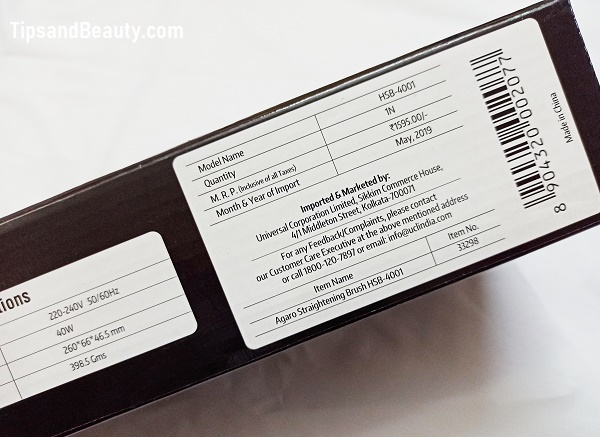 TipsandBeauty.com
Model Name HSB-4001
Quantity 1N
M. R. P. (Inclusive of all Taxes) ₹1595.00/-
Month & Year of Import May, 2019
Imported & Marketed by:
Universal Corporation Limited, Sikkim Commerce House,
4/1 Middleton Street, Kolkata-700071
For any Feedback/Complaints, please contact
our Customer Care Executive at the above mentioned address
or call 1800-120-7897 or email: info@uclindia.com
Item Name Item No.
Agaro Straightening Brush HSB-4001 33298
8 904320 002077
Made in China
tions
220-240V 50/60Hz
40W
260*66*46.5 mm
398.5 Gms